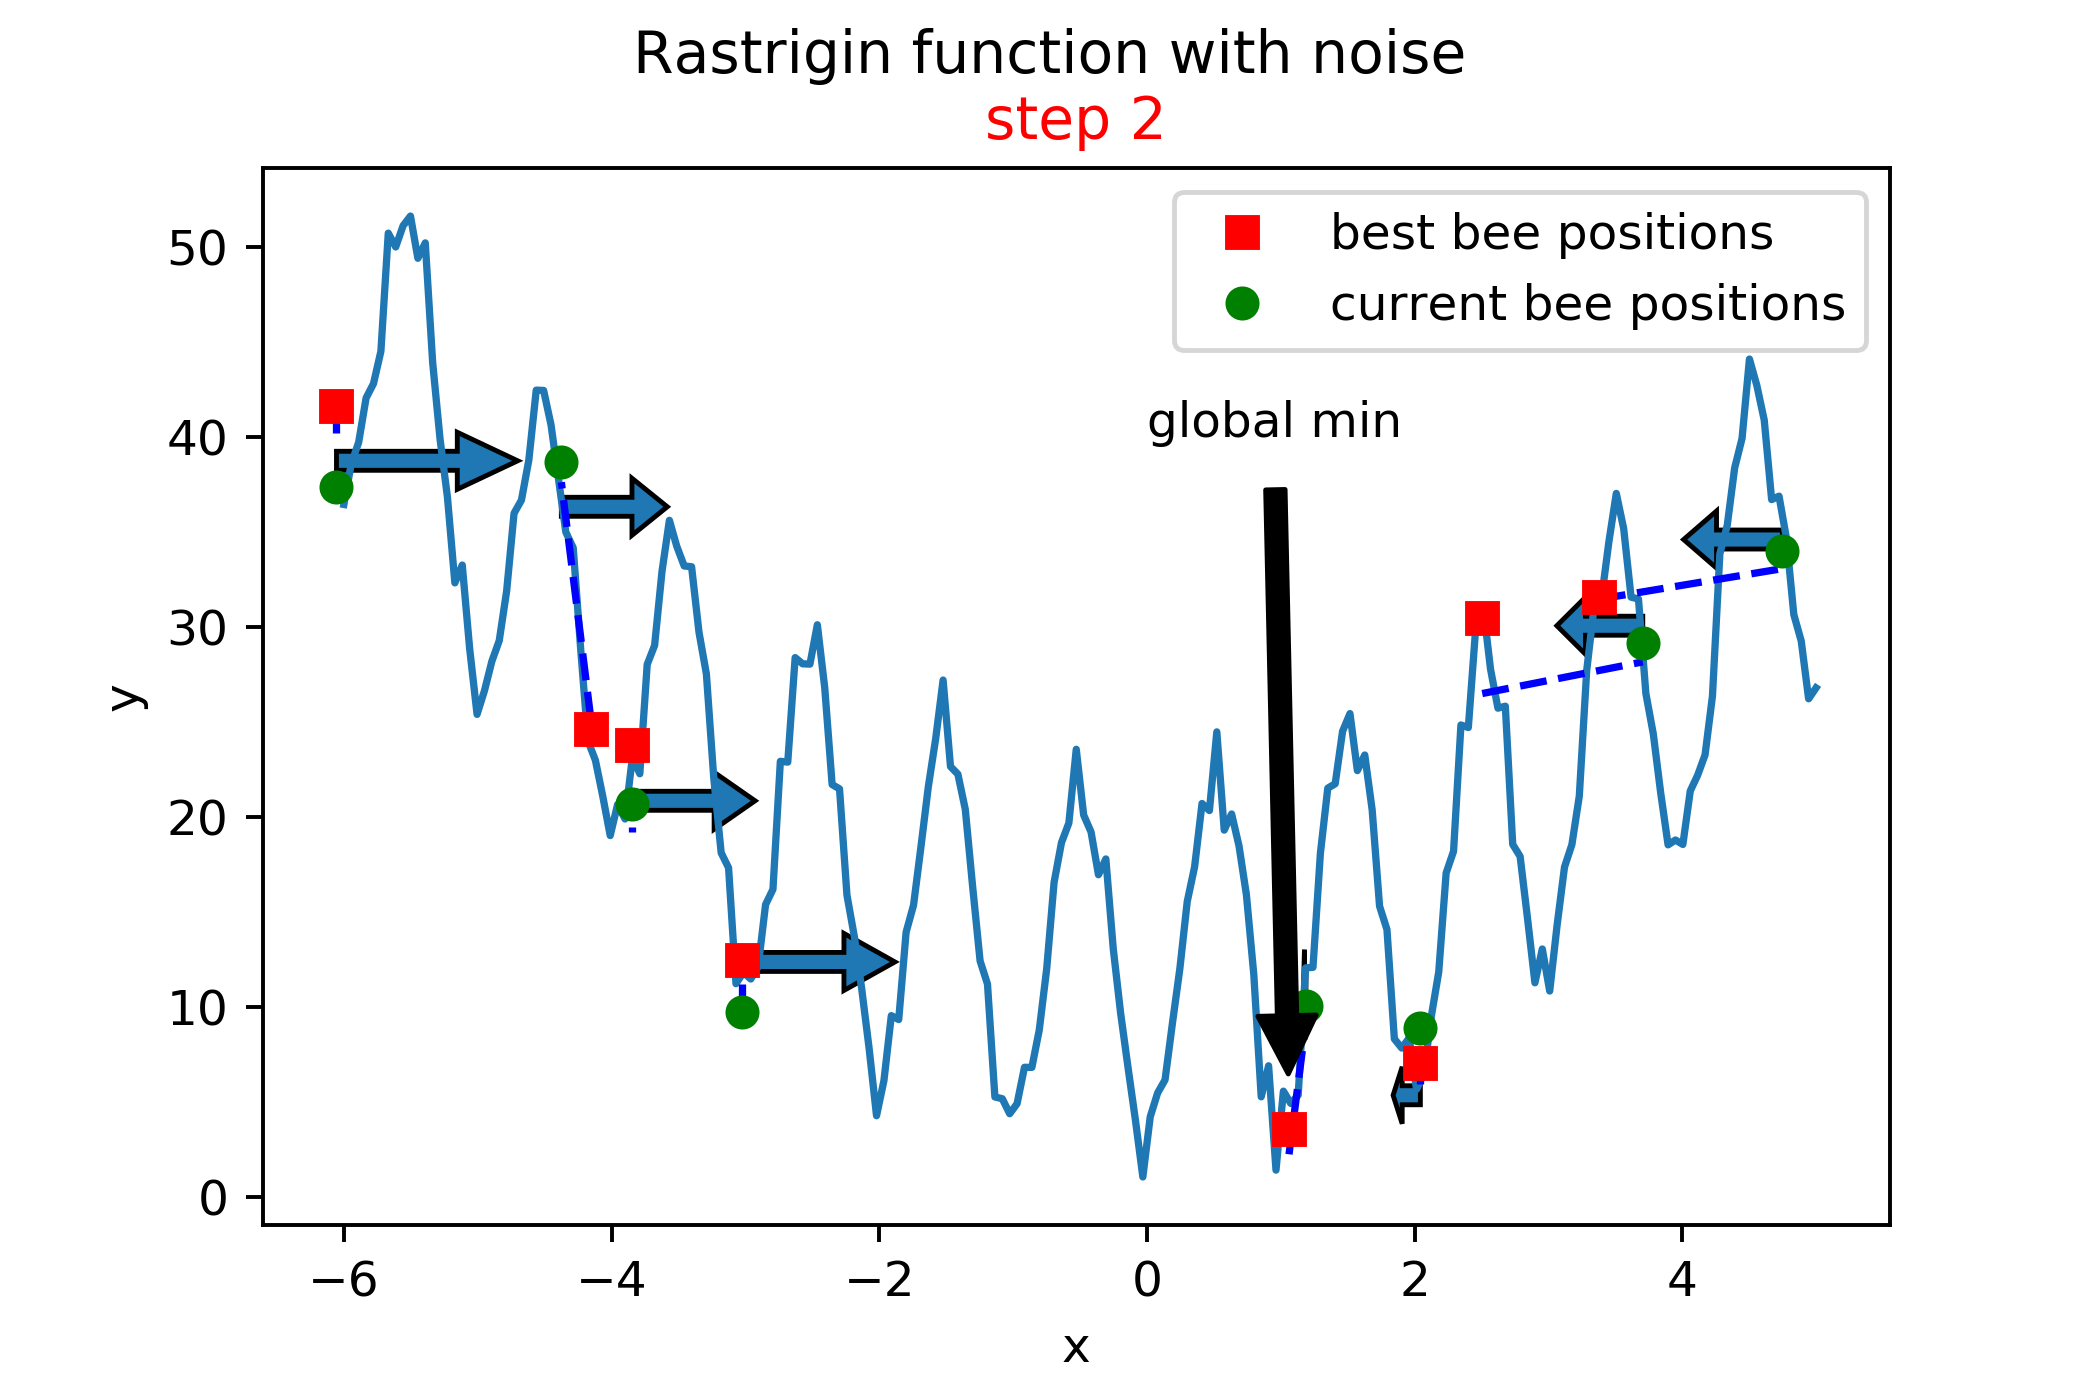 Rastrigin function with noise
step 2
best bee positions
current bee positions
global min
50
40
30
20
10
0
y
−6 −4 −2 0 2 4
x